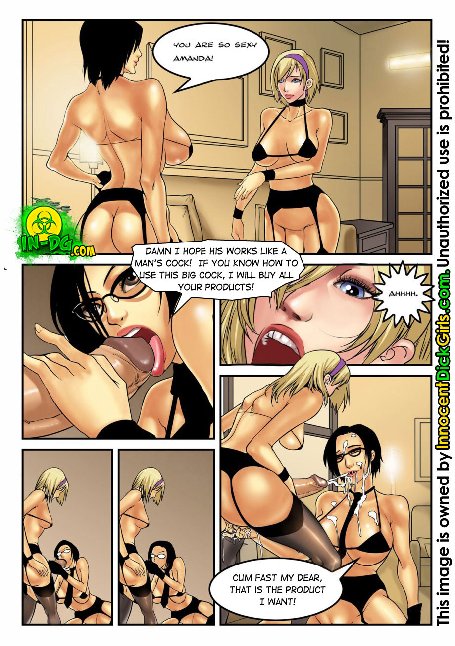 YOU ARE SO SEXY
AMANDA!
IN-DG.com
DAMN I HOPE HIS WORKS LIKE A
MAN'S COCK! IF YOU KNOW HOW TO
USE THIS BIG COCK, I WILL BUY ALL
YOUR PRODUCTS!
AHHHH.
CUM FAST MY DEAR,
THAT IS THE PRODUCT
I WANT!
This image is owned by InnocentDickGirls.com. Unauthorized use is prohibited!